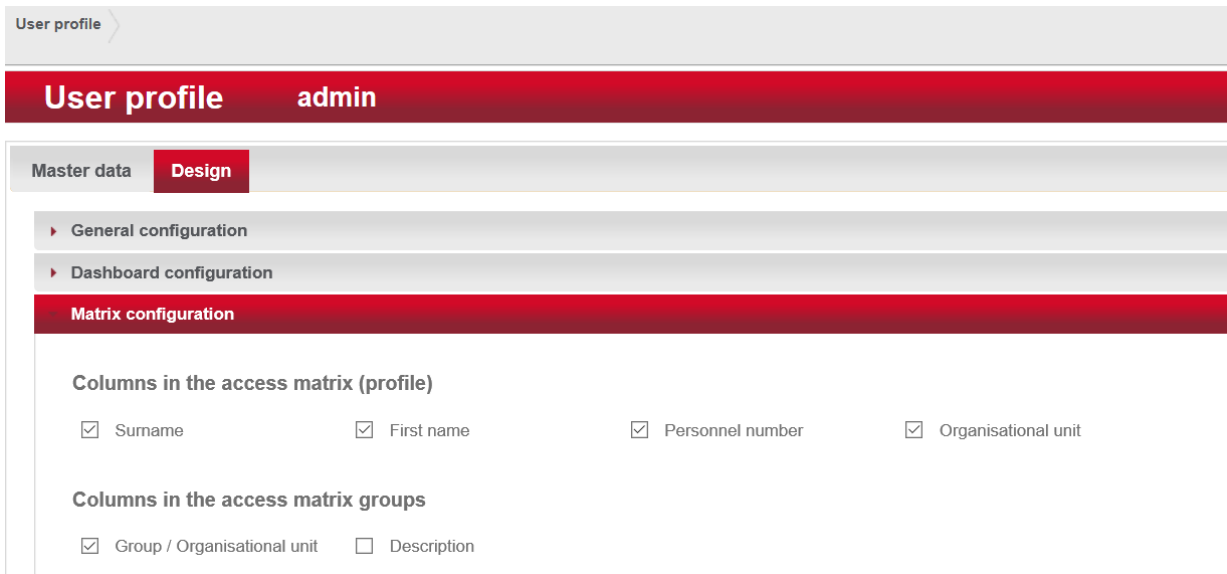 User profile
User profile admin
Master data Design
General configuration
Dashboard configuration
Matrix configuration
Columns in the access matrix (profile)
Surname First name Personnel number Organisational unit
Columns in the access matrix groups
Group / Organisational unit Description